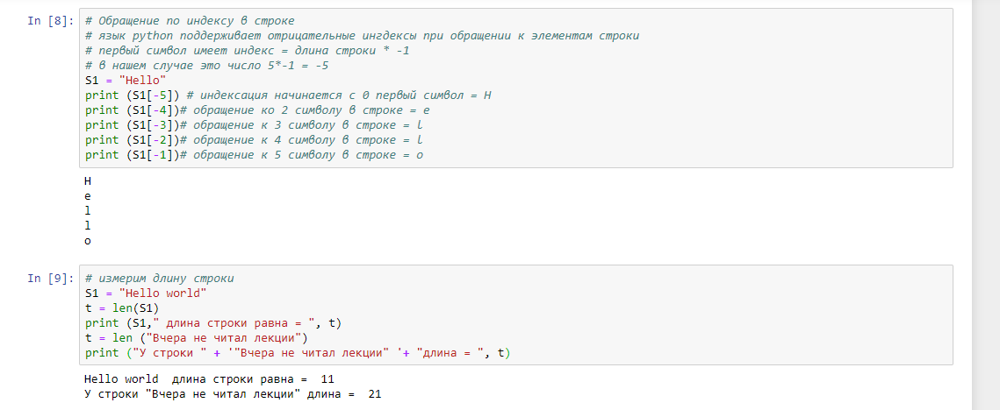 In [8]: # Обращение по индексу в строке
# язык python поддерживает отрицательные ингдексы при обращении к элементам строки
# первый символ имеет индекс = длина строки * -1
# в нашем случае это число 5*-1 = -5
S1 = "Hello"
print (S1[-5]) # индексация начинается с 0 первый символ = H
print (S1[-4])# обращение ко 2 символу в строке = e
print (S1[-3])# обращение к 3 символу в строке = l
print (S1[-2])# обращение к 4 символу в строке = l
print (S1[-1])# обращение к 5 символу в строке = o
H
e
l
l
o
In [9]: # измерим длину строки
S1 = "Hello world"
t = len(S1)
print (S1," длина строки равна = ", t)
t = len ("Вчера не читал лекции")
print ("У строки " + '"Вчера не читал лекции" '+ "длина = ", t)
Hello world  длина строки равна =  11
У строки "Вчера не читал лекции" длина =  21